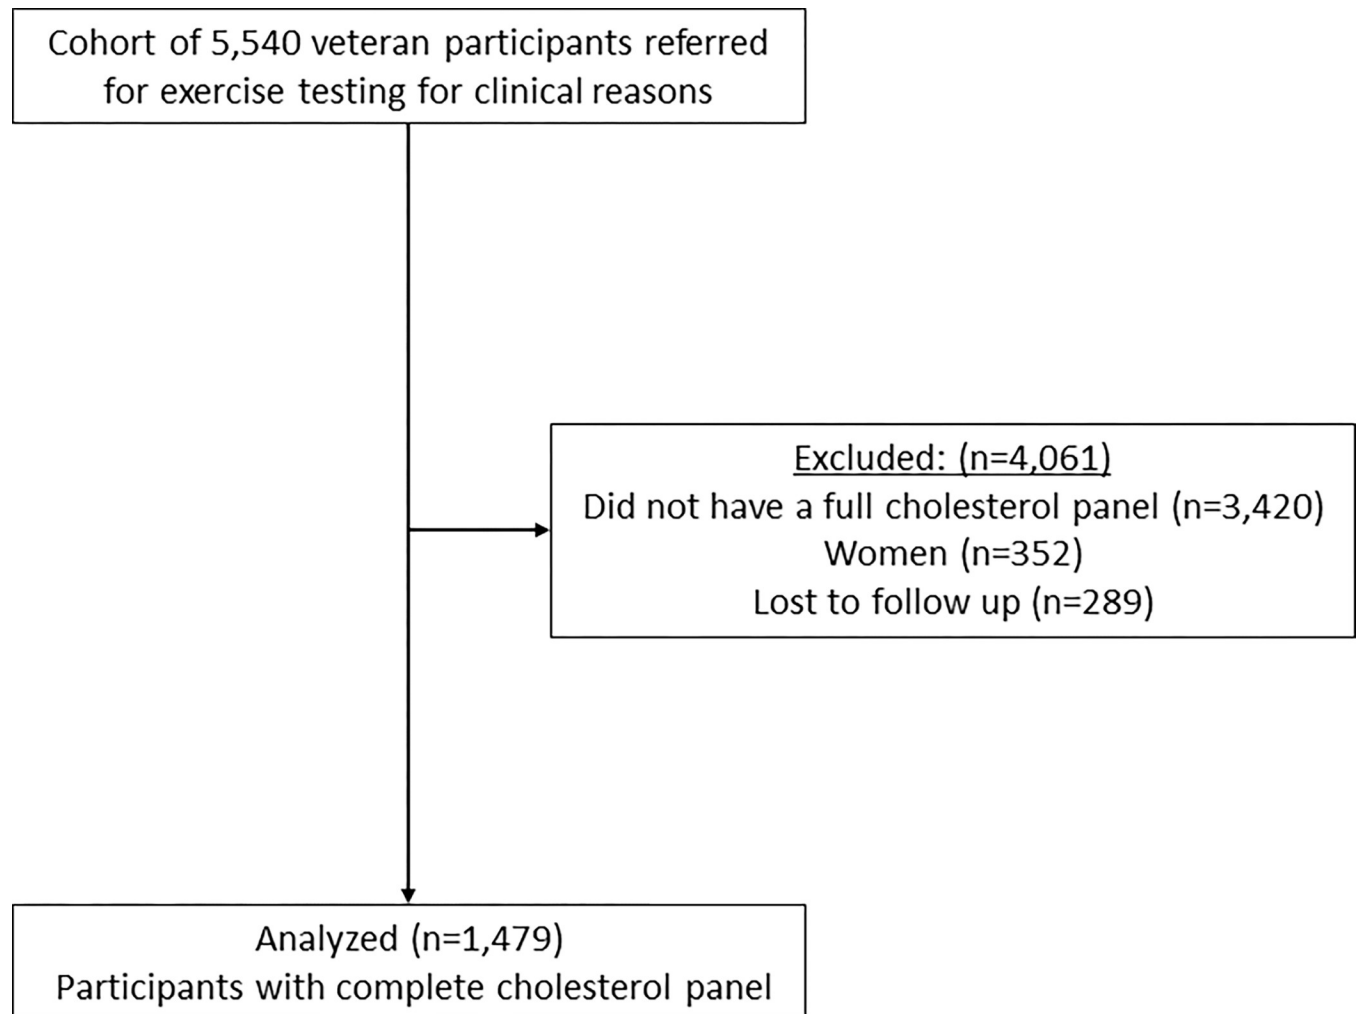 Cohort of 5,540 veteran participants referred
for exercise testing for clinical reasons
Excluded: (n=4,061)
Did not have a full cholesterol panel (n=3,420)
Women (n=352)
Lost to follow up (n=289)
Analyzed (n=1,479)
Participants with complete cholesterol panel